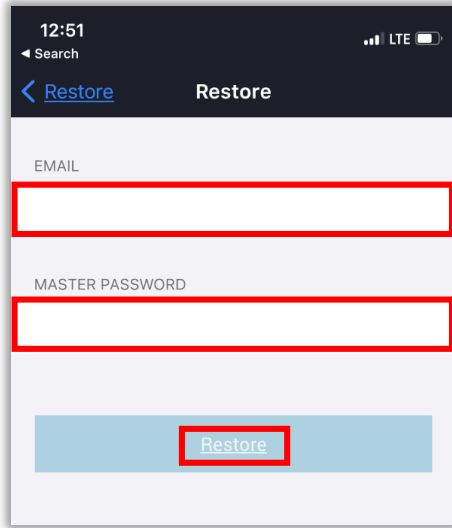 12:51
LTE
◄ Search
Restore
Restore
EMAIL
MASTER PASSWORD
Restore